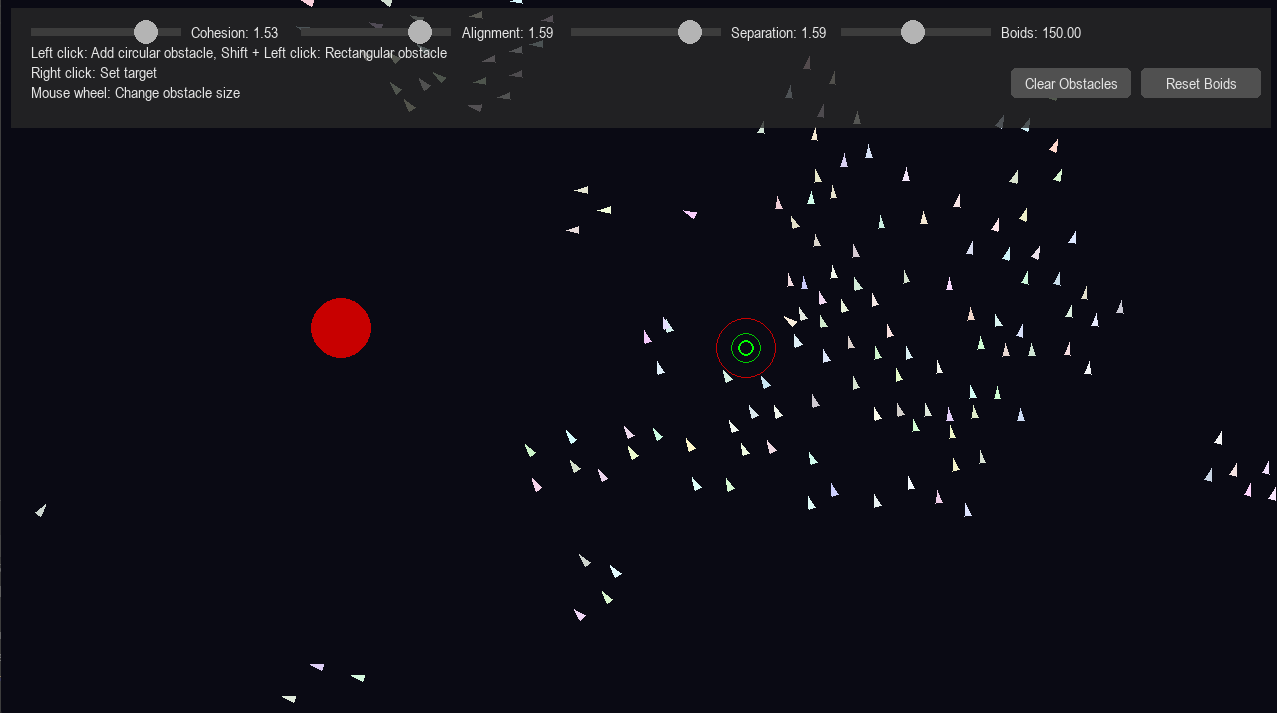 Cohesion: 1.53
Alignment: 1.59
Separation: 1.59
Boids: 150.00
Left click: Add circular obstacle, Shift + Left click: Rectangular obstacle
Right click: Set target
Mouse wheel: Change obstacle size
Clear Obstacles
Reset Boids